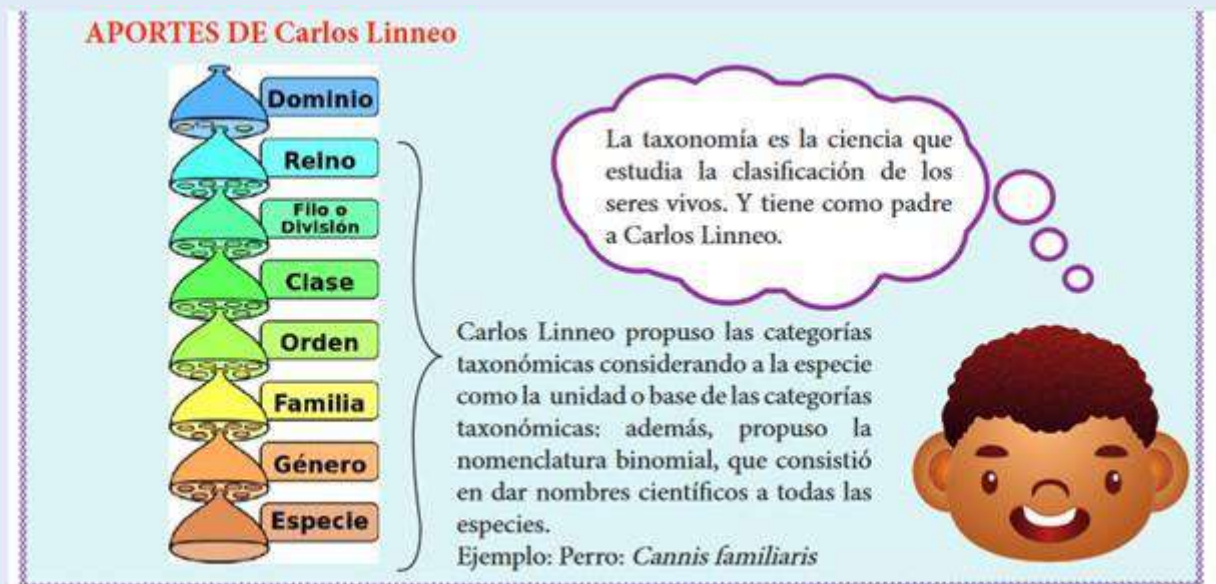 APORTES DE Carlos Linneo
Dominio
Reino
Filo o
División
Clase
Orden
Familia
Género
Especie
La taxonomía es la ciencia que
estudia la clasificación de los
seres vivos. Y tiene como padre
a Carlos Linneo.
Carlos Linneo propuso las categorías
taxonómicas considerando a la especie
como la unidad o base de las categorías
taxonómicas: además, propuso la
nomenclatura binomial, que consistió
en dar nombres científicos a todas las
especies.
Ejemplo: Perro: Cannis familiaris